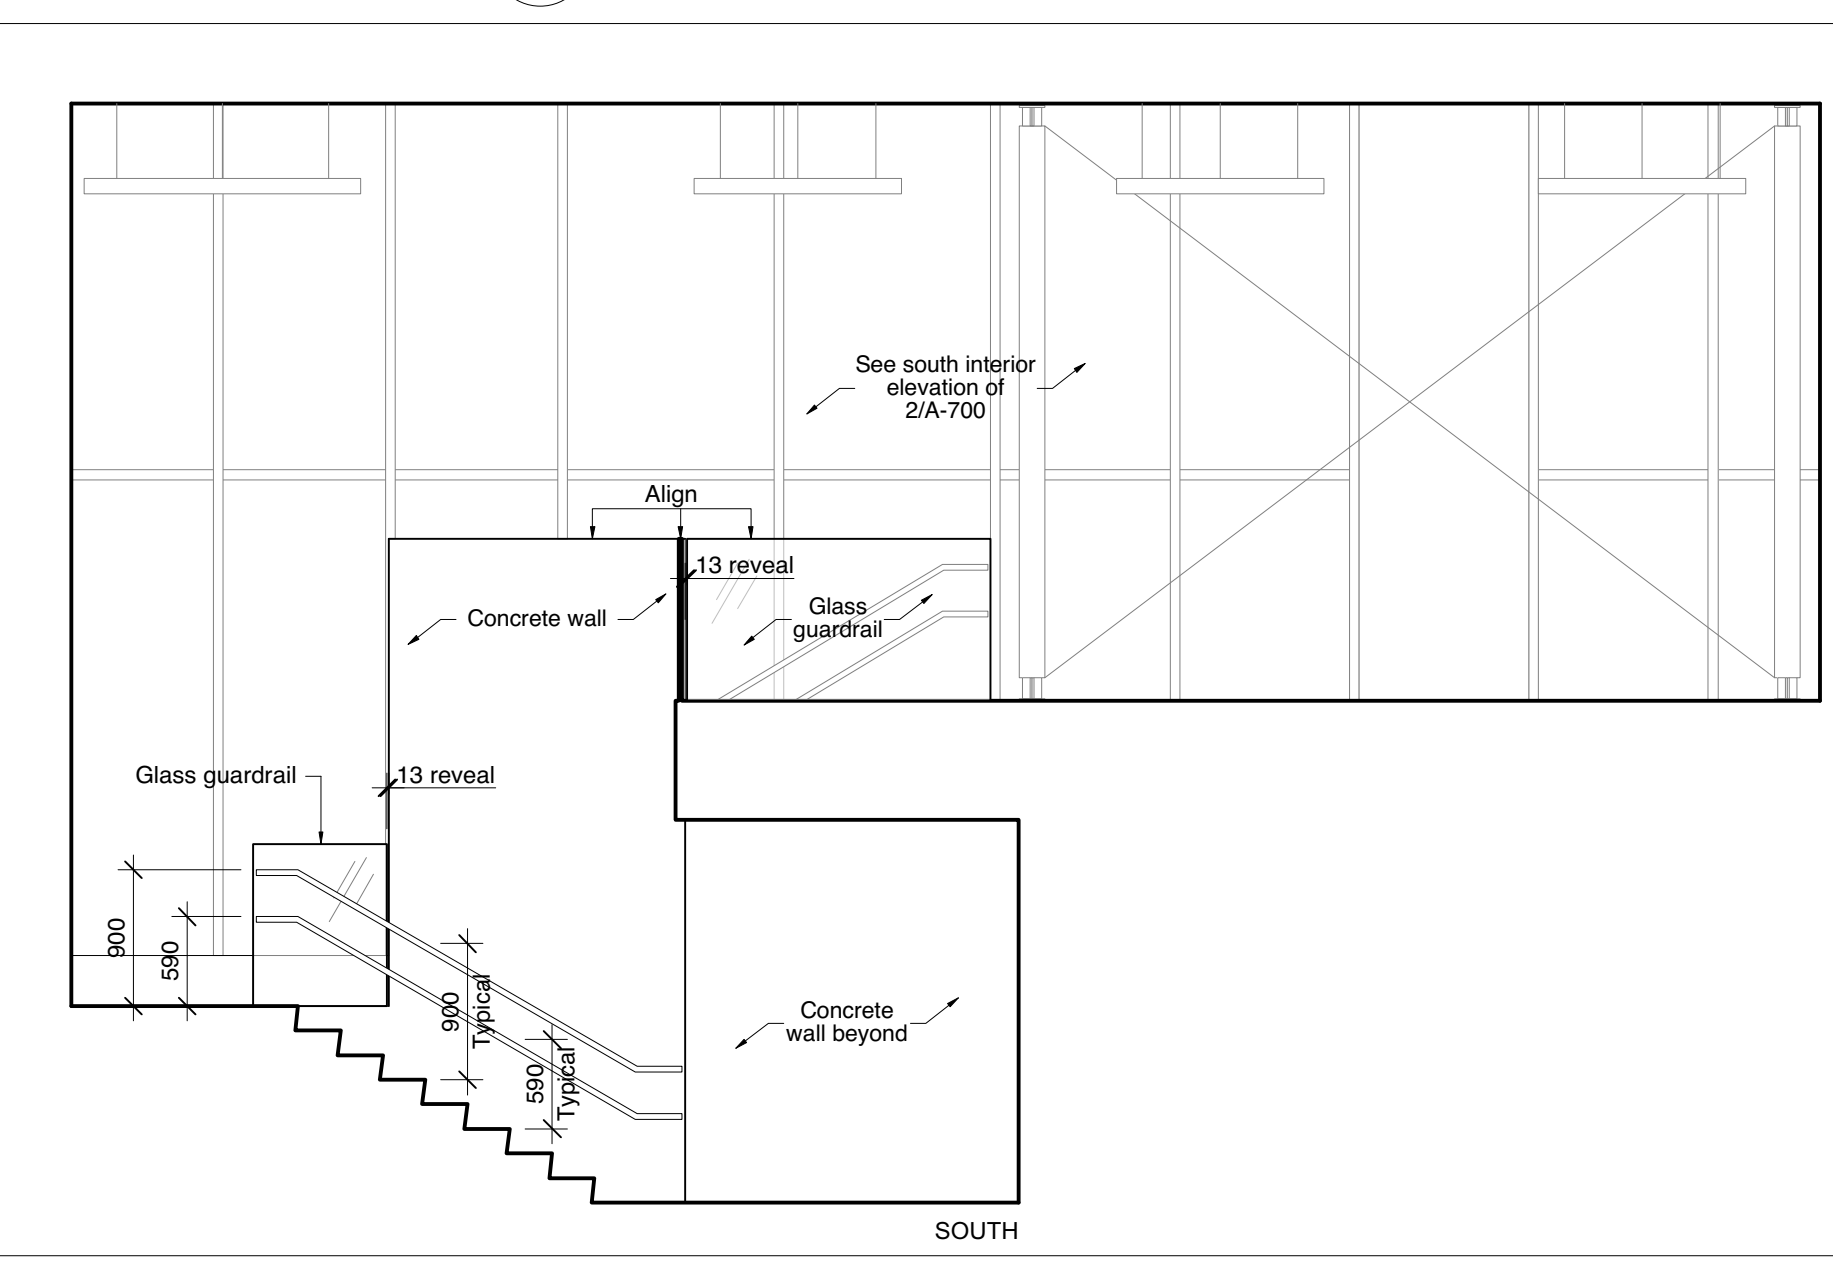 See south interior
elevation of
2/A-700
Align
13 reveal
Concrete wall
Glass
guardrail
Glass guardrail
13 reveal
900
590
900
Typical
590
Typical
Concrete
wall beyond
SOUTH